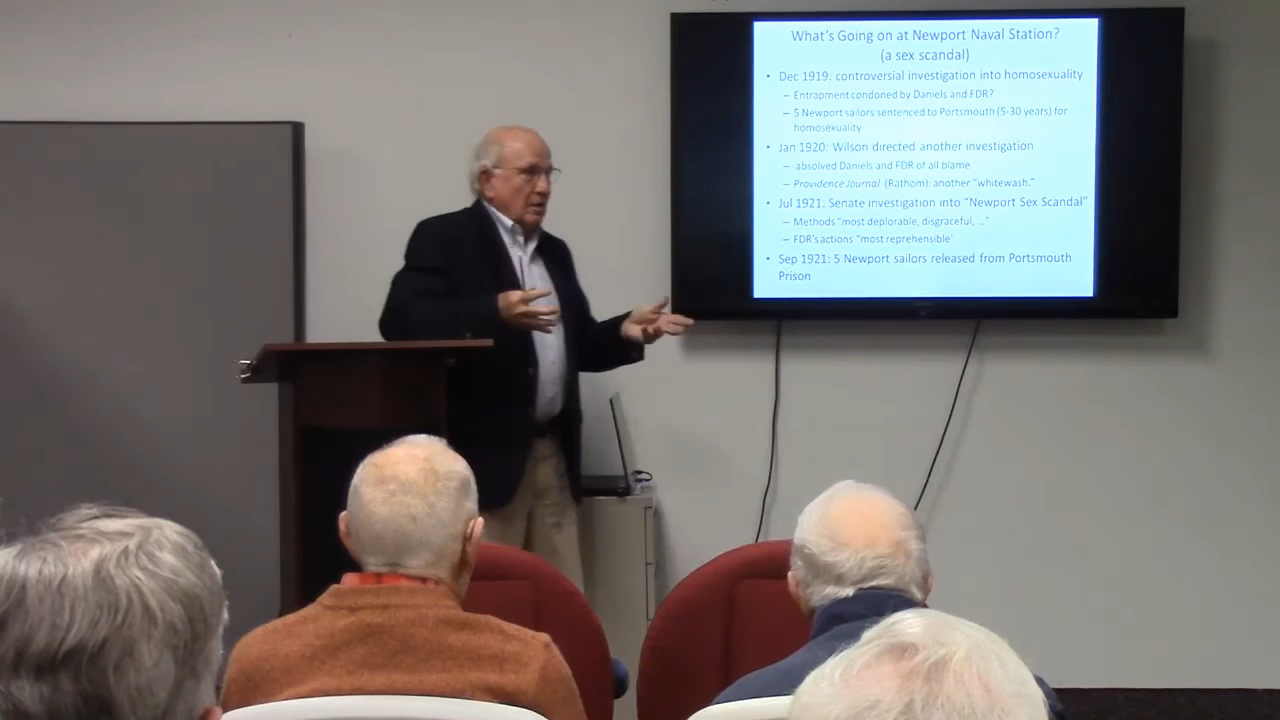 What's Going on at Newport Naval Station?
(a sex scandal)
• Dec 1919: controversial investigation into homosexuality
– Entrapment condoned by Daniels and FDR?
– 5 Newport sailors sentenced to Portsmouth (5-30 years) for
homosexuality
• Jan 1920: Wilson directed another investigation
– absolved Daniels and FDR of all blame
– Providence Journal (Rathom): another "whitewash."
• Jul 1921: Senate investigation into "Newport Sex Scandal"
– Methods "most deplorable, disgraceful, …"
– FDR's actions "most reprehensible'
• Sep 1921: 5 Newport sailors released from Portsmouth
Prison